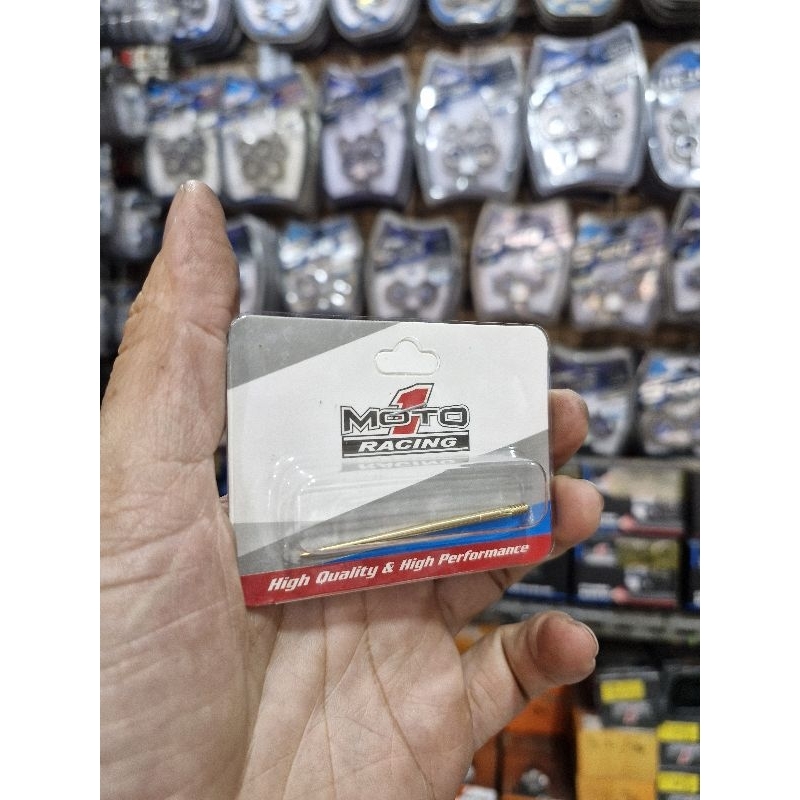 MOTO 1
RACING
High Quality & High Performance